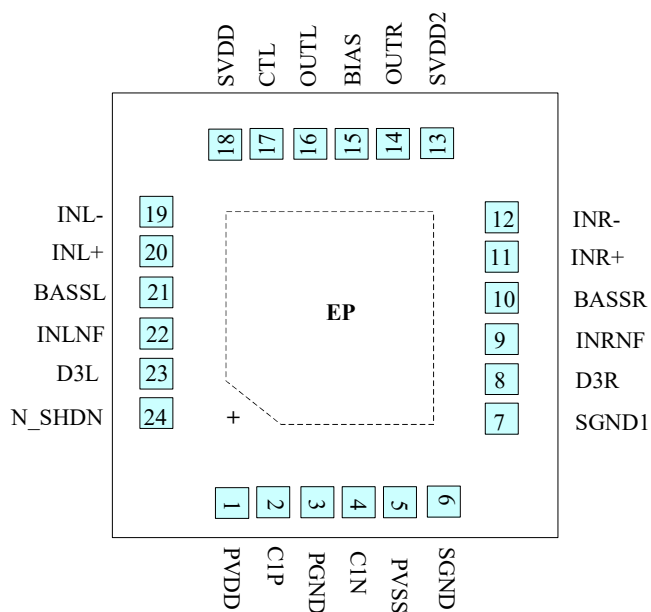 SVDD CTL OUTL BIAS OUTR SVDD2
18 17 16 15 14 13
INL- 19 12 INR-
INL+ 20 11 INR+
BASSL 21 10 BASSR
EP
INLNF 22 9 INRNF
D3L 23 8 D3R
N_SHDN 24 + 7 SGND1
1 2 3 4 5 6
PVDD C1P PGND C1N PVSS SGND